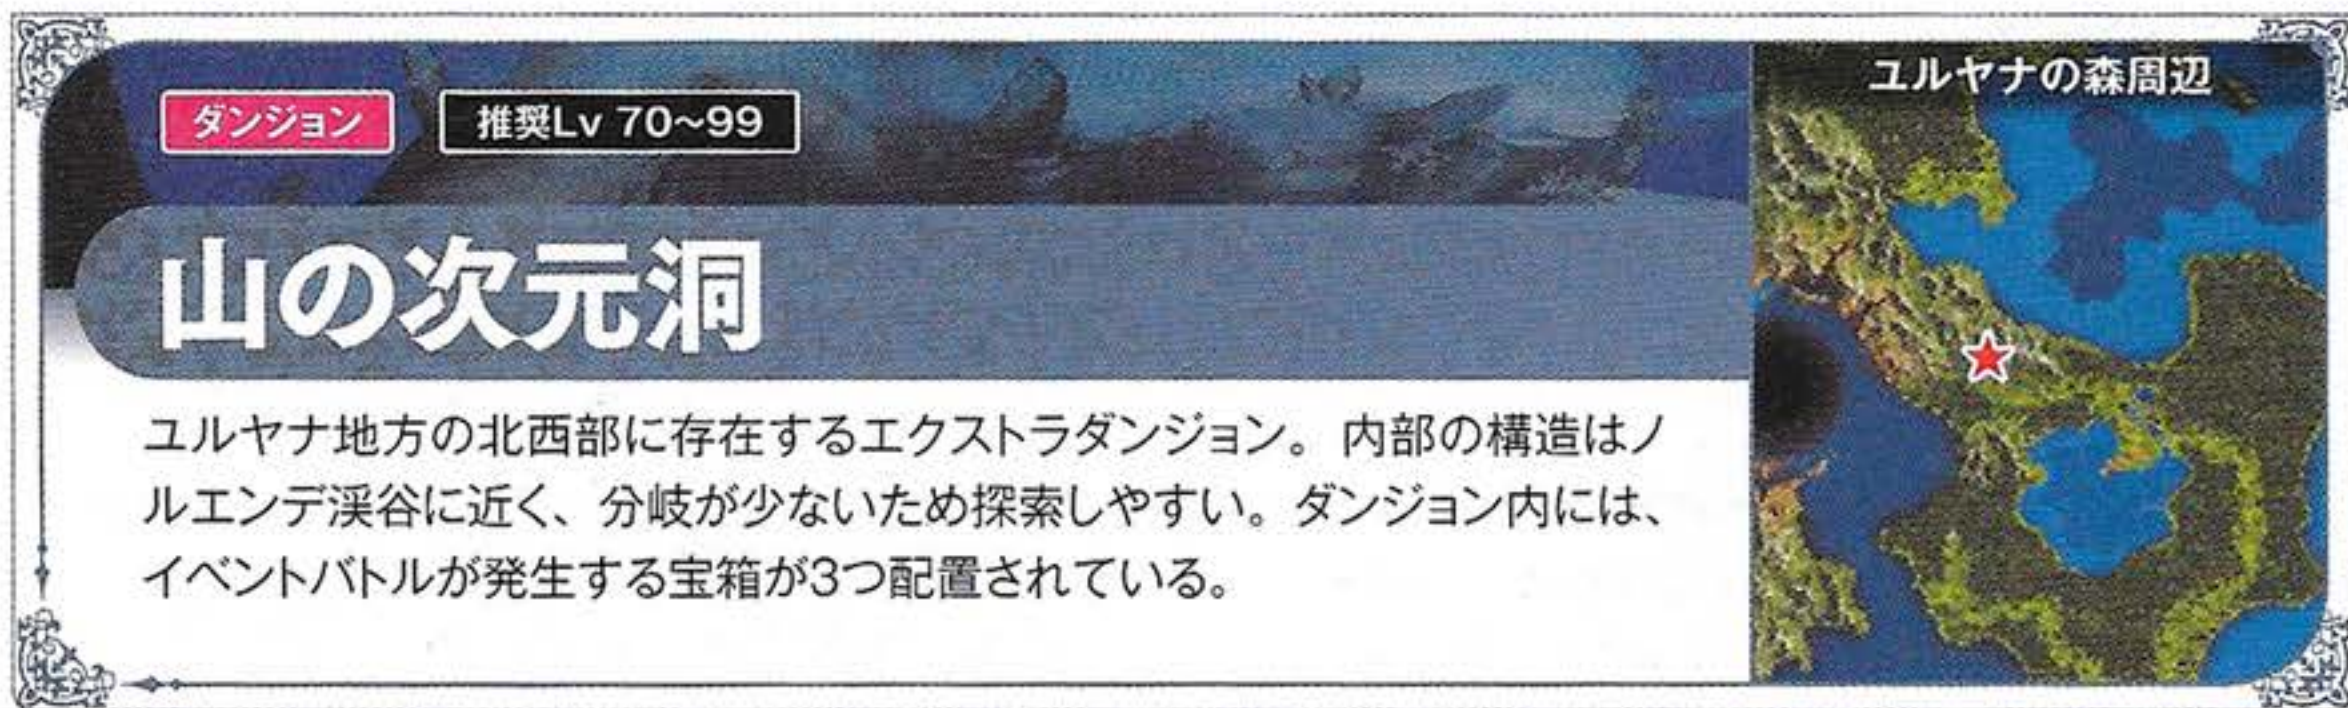 ダンジョン
推奨Lv 70〜99
山の次元洞
ユルヤナ地方の北西部に存在するエクストラダンジョン。内部の構造はノ
ルエンデ渓谷に近く、分岐が少ないため探索しやすい。ダンジョン内には、
イベントバトルが発生する宝箱が3つ配置されている。
ユルヤナの森周辺